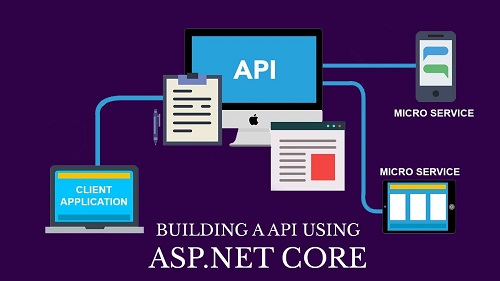 API
MICRO SERVICE
MICRO SERVICE
CLIENT
APPLICATION
BUILDING A API USING
ASP.NET CORE